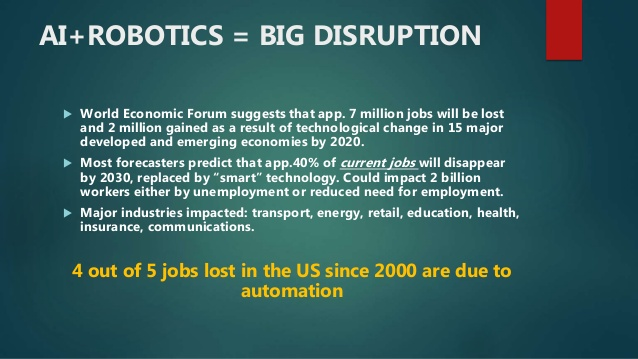 AI+ROBOTICS = BIG DISRUPTION
World Economic Forum suggests that app. 7 million jobs will be lost
and 2 million gained as a result of technological change in 15 major
developed and emerging economies by 2020.
Most forecasters predict that app.40% of current jobs will disappear
by 2030, replaced by “smart” technology. Could impact 2 billion
workers either by unemployment or reduced need for employment.
Major industries impacted: transport, energy, retail, education, health,
insurance, communications.
4 out of 5 jobs lost in the US since 2000 are due to
automation